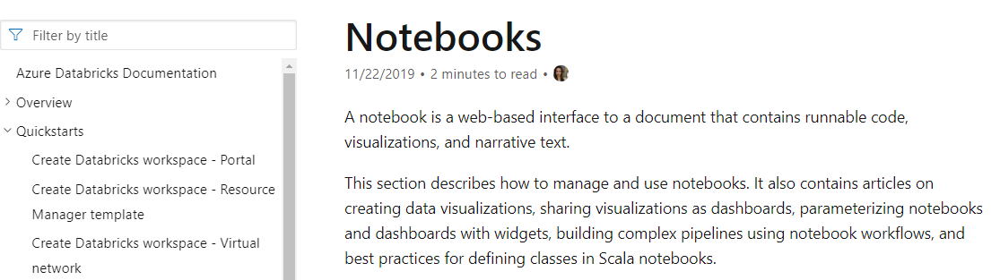 Filter by title
Azure Databricks Documentation
Overview
Quickstarts
Create Databricks workspace - Portal
Create Databricks workspace - Resource
Manager template
Create Databricks workspace - Virtual
network
Notebooks
11/22/2019 • 2 minutes to read •
A notebook is a web-based interface to a document that contains runnable code,
visualizations, and narrative text.
This section describes how to manage and use notebooks. It also contains articles on
creating data visualizations, sharing visualizations as dashboards, parameterizing notebooks
and dashboards with widgets, building complex pipelines using notebook workflows, and
best practices for defining classes in Scala notebooks.